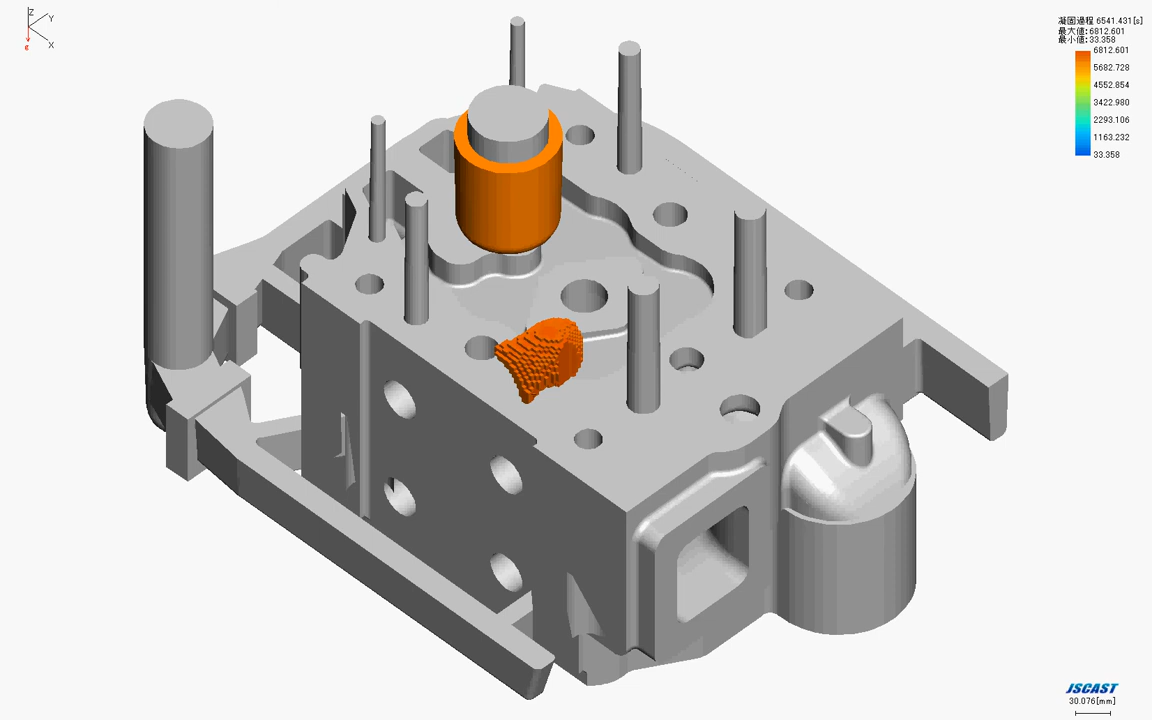 Z
Y
X
g
凝固過程 6541.431[s]
最大値:6812.601
最小値:33.358
6812.601
5682.728
4552.854
3422.980
2293.106
1163.232
33.358
JSCAST
30.076[mm]